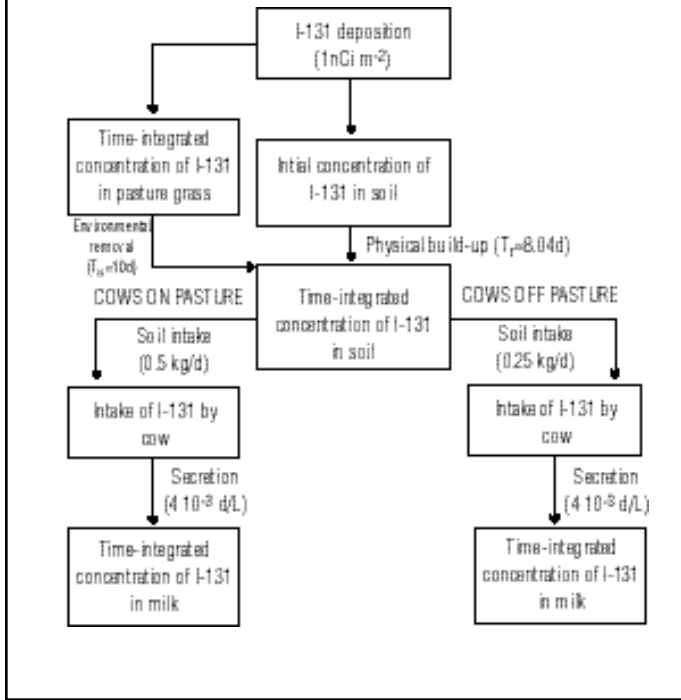 I-131 deposition
(1nCi m-2)
Time-integrated
concentration of I-131
in pasture grass
Intial concentration of
I-131 in soil
Environmental
removal
(Te=10d)
Physical build-up (Tr=8.04d)
COWS ON PASTURE
Time-integrated
concentration of I-131
in soil
COWS OFF PASTURE
Soil intake
(0.5 kg/d)
Soil intake
(0.25 kg/d)
Intake of I-131 by
cow
Intake of I-131 by
cow
Secretion
(4 10-3 d/L)
Secretion
(4 10-3 d/L)
Time-integrated
concentration of I-131
in milk
Time-integrated
concentration of I-131
in milk